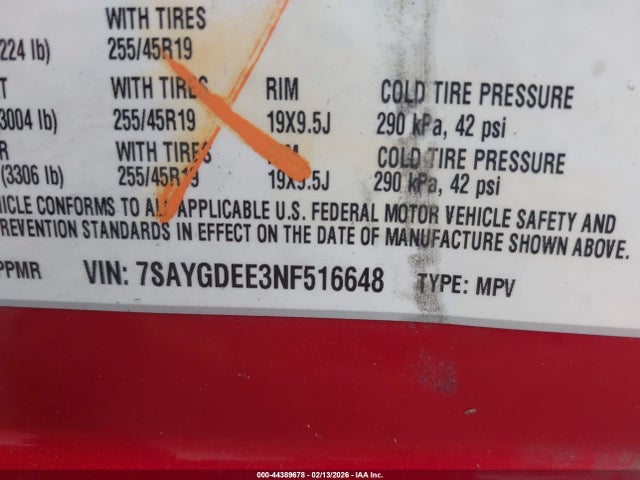 WITH TIRES
224 lb) 255/45R19
T WITH TIRES RIM COLD TIRE PRESSURE
3004 lb) 255/45R19 19X9.5J 290 kPa, 42 psi
R WITH TIRES RIM COLD TIRE PRESSURE
(3306 lb) 255/45R19 19X9.5J 290 kPa, 42 psi
HICLE CONFORMS TO ALL APPLICABLE U.S. FEDERAL MOTOR VEHICLE SAFETY AND
REVENTION STANDARDS IN EFFECT ON THE DATE OF MANUFACTURE SHOWN ABOVE.
PPMR VIN: 7SAYGDEE3NF516648 TYPE: MPV
000-44389678 - 02/13/2026 - IAA Inc.